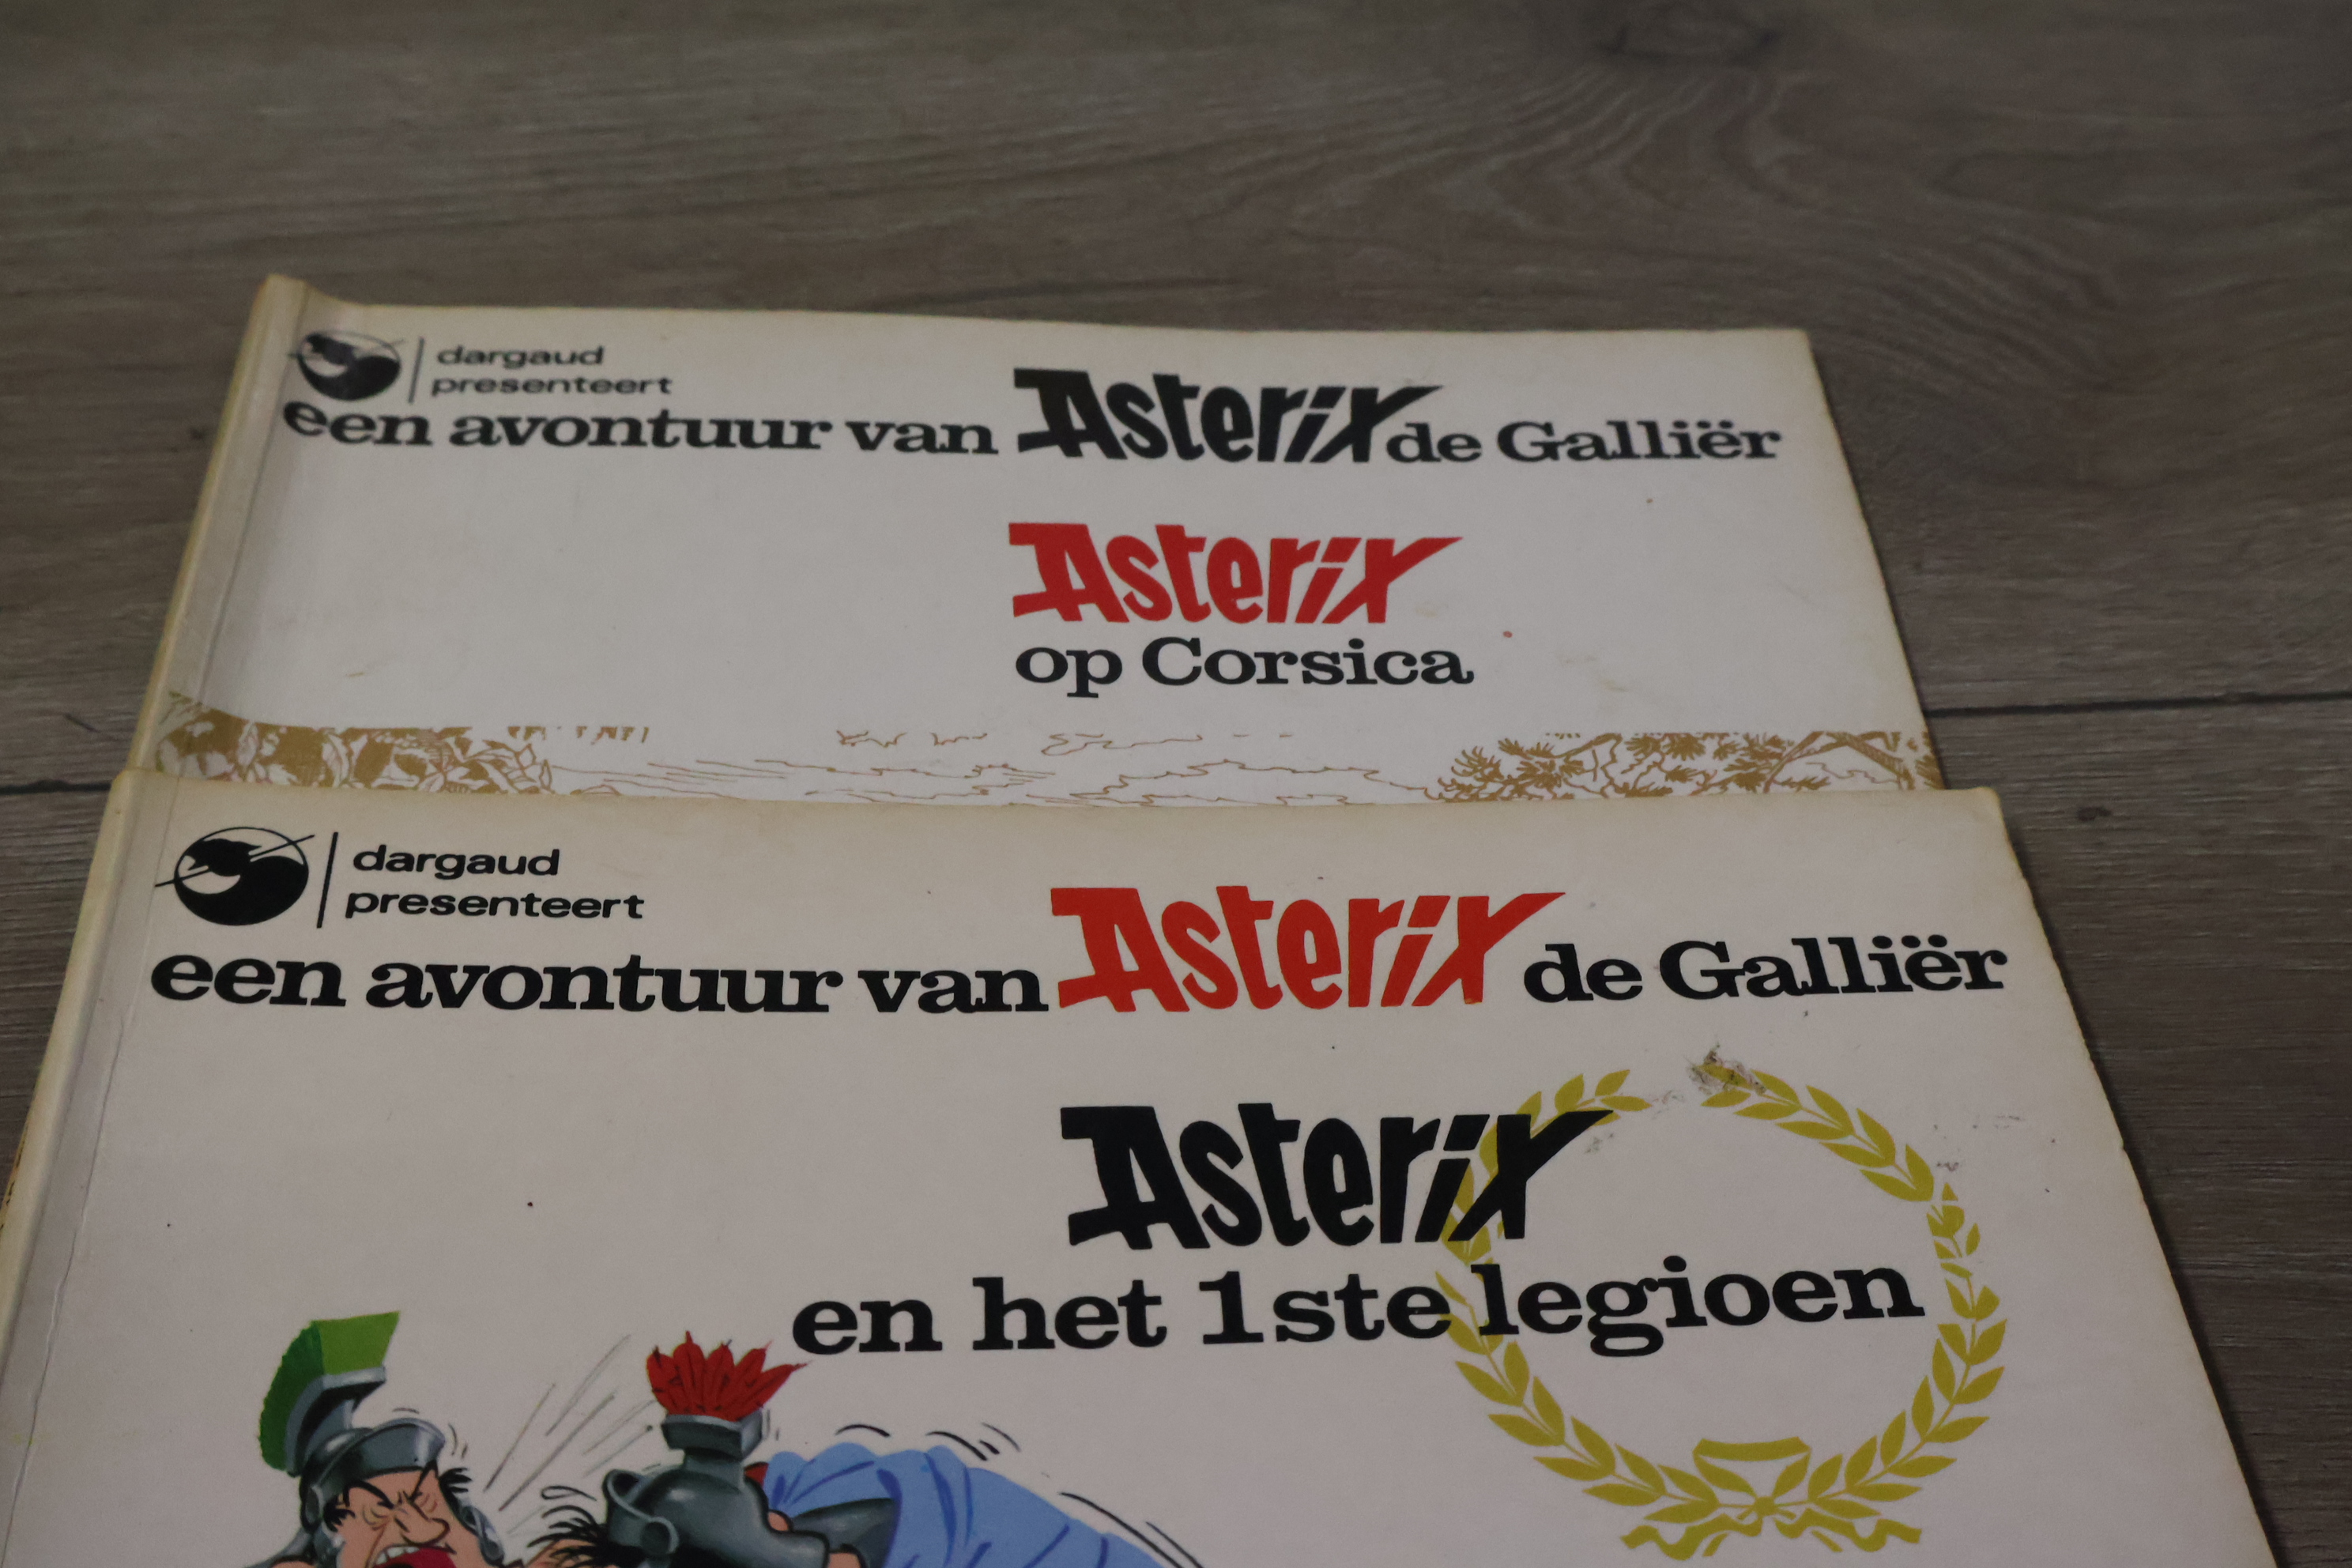 dargaud
presenteert
een avontuur van Asterix de Galliër
Asterix
op Corsica
dargaud
presenteert
een avontuur van Asterix de Galliër
Asterix
en het 1ste legioen